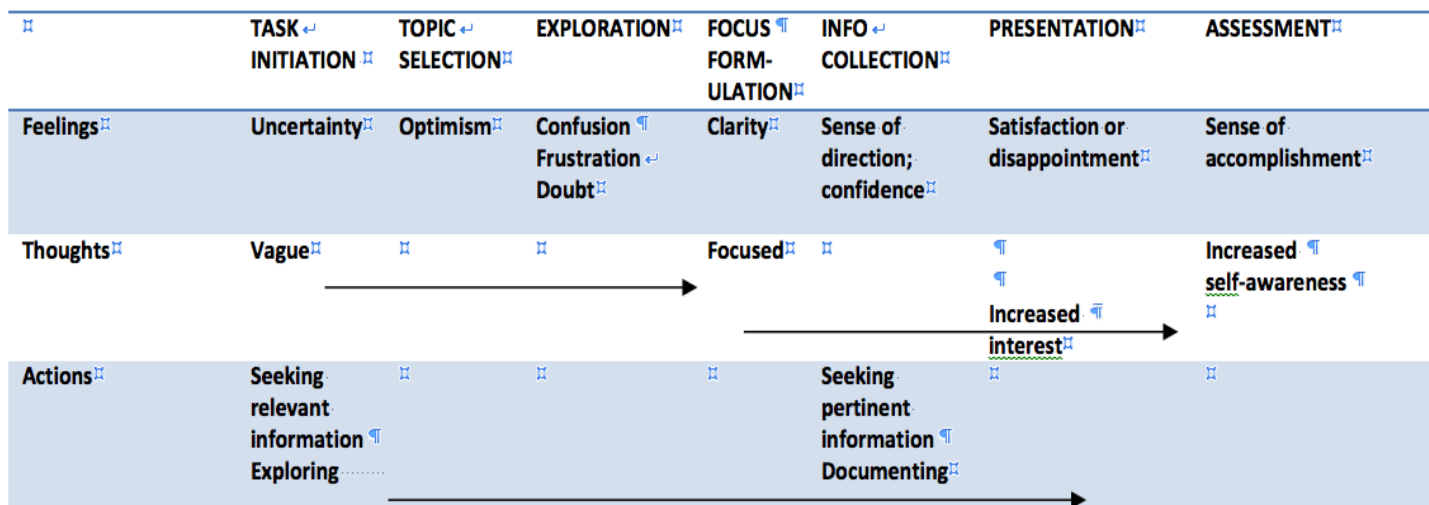 TASK TOPIC EXPLORATION FOCUS INFO PRESENTATION ASSESSMENT
INITIATION SELECTION FORM- COLLECTION
ULATION
Feelings Uncertainty Optimism Confusion Clarity Sense of Satisfaction or Sense of
Frustration direction; disappointment accomplishment
Doubt confidence
Thoughts Vague Focused Increased
self-awareness
Increased
interest
Actions Seeking Seeking
relevant pertinent
information information
Exploring Documenting